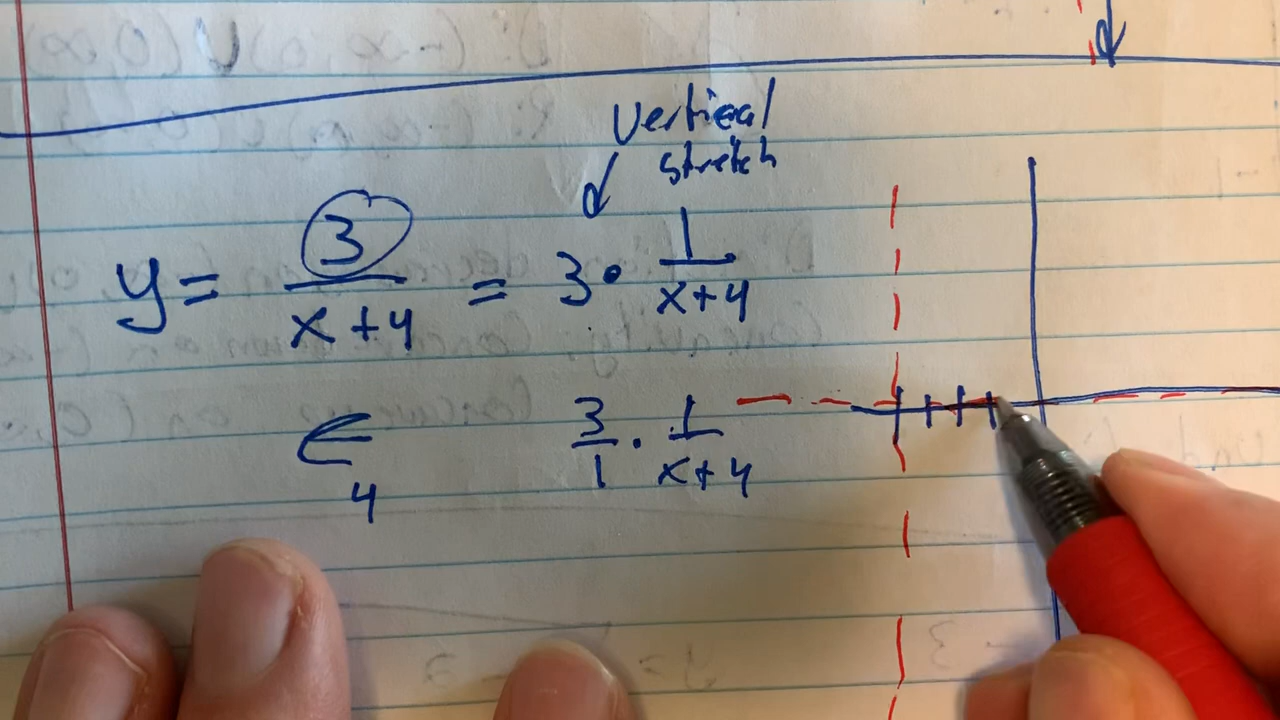 vertical
stretch
y = 3/(x+4) = 3 · 1/(x+4)
3/1 · 1/(x+4)
4